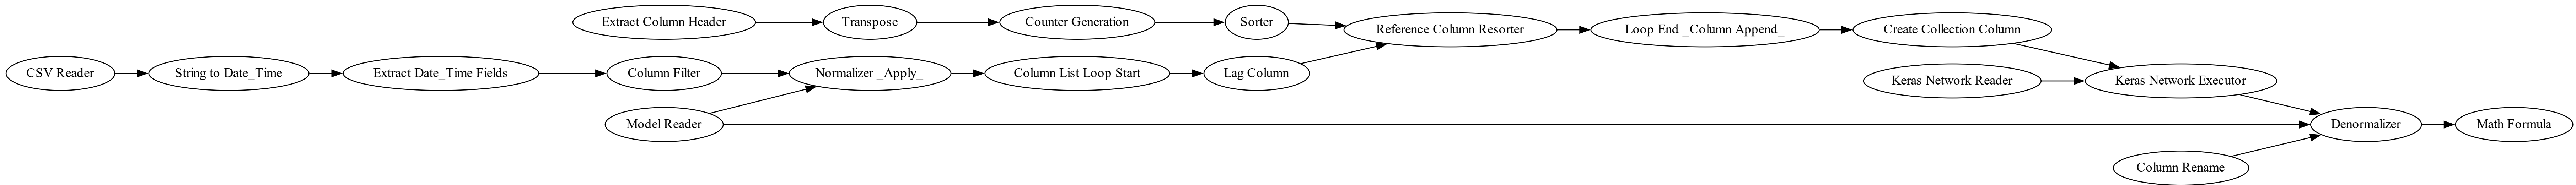 Extract Column Header
Transpose
Counter Generation
Sorter
Reference Column Resorter
Loop End _Column Append_
Create Collection Column
CSV Reader
String to Date_Time
Extract Date_Time Fields
Column Filter
Normalizer _Apply_
Column List Loop Start
Lag Column
Keras Network Reader
Keras Network Executor
Model Reader
Denormalizer
Math Formula
Column Rename